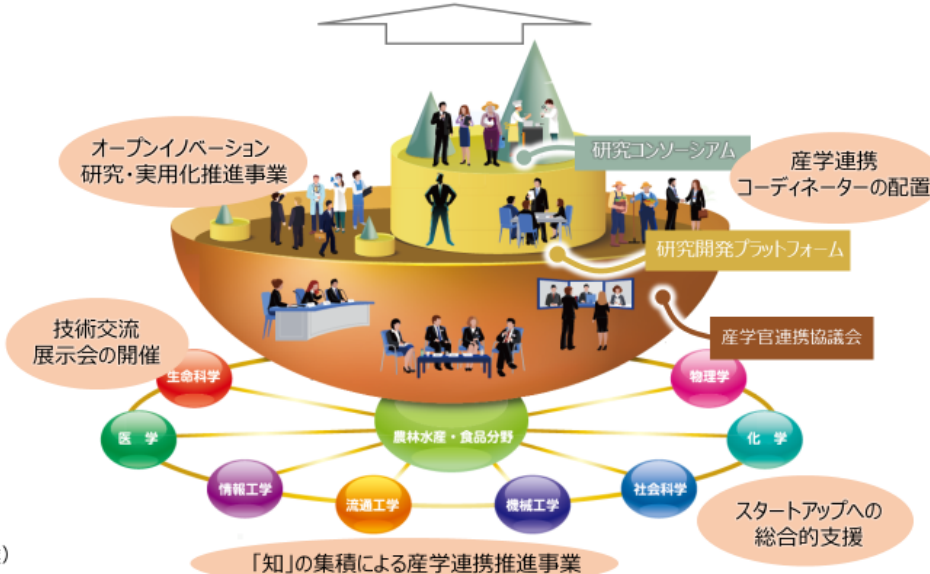 オープンイノベーション
研究・実用化推進事業
研究コンソーシアム
産学連携
コーディネーターの配置
研究開発プラットフォーム
技術交流
展示会の開催
産学官連携協議会
生命科学
物理学
医 学
農林水産・食品分野
化 学
情報工学
流通工学
機械工学
社会科学
スタートアップへの
総合的支援
「知」の集積による産学連携推進事業